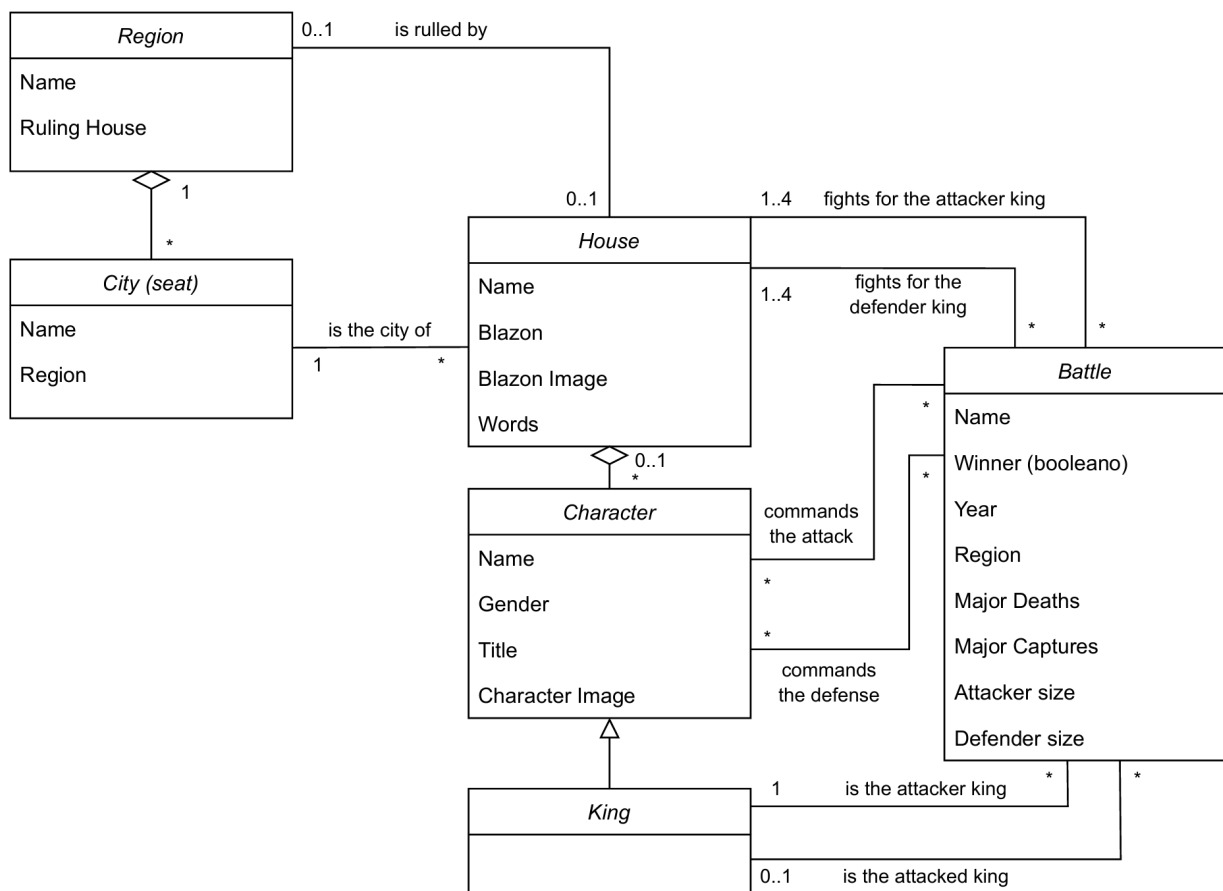 Region
0..1
is rulled by
Name
Ruling House
1
*
0..1
1..4
fights for the attacker king
House
City (seat)
Name
Region
is the city of
1
*
Name
Blazon
Blazon Image
Words
1..4
fights for the
defender king
*
*
Battle
Name
Winner (booleano)
Year
Region
Major Deaths
Major Captures
Attacker size
Defender size
*
*
0..1
*
Character
Name
Gender
Title
Character Image
commands
the attack
*
*
commands
the defense
King
1
is the attacker king
*
*
0..1
is the attacked king